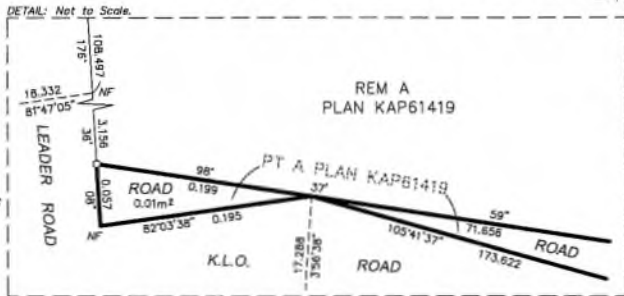 DETAIL: Not to Scale.
108.497
176°
18.332
81°47'05"
NF
3.156
36"
LEADER ROAD
REM A
PLAN KAP61419
98"
0.199
PT A PLAN KAP61419
37"
0.057
08"
ROAD
0.01m²
NF
82°03'38"
0.195
59"
71.656
ROAD
105°41'37"
173.622
K.L.O. ROAD
17.288
3°56'38"